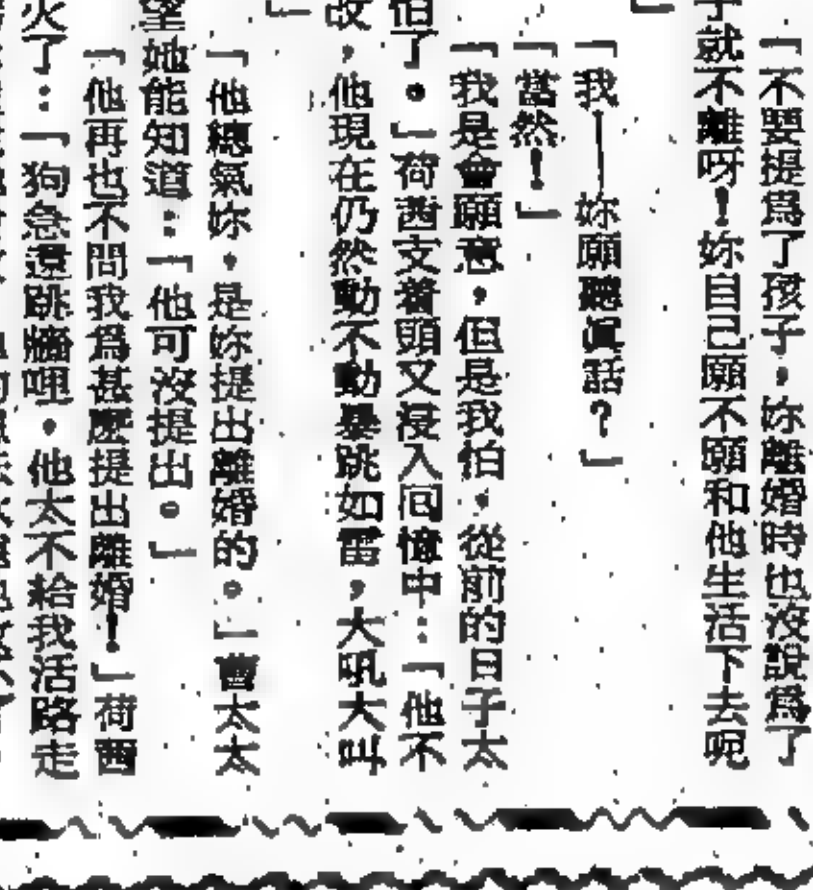 「不要提爲了孩子，妳離婚時也沒說爲了
子就不離呀！妳自己願不願和他生活下去呢
」
「我——妳願聽眞話？」
「當然！」
「我是會願意，但是我怕，從前的日子太
怕了。」荷茜支着頭又浸入回憶中：「他不
改，他現在仍然動不動暴跳如雷，大吼大叫
」
「他總氣妳，是妳提出離婚的。」曹太太
望她能知道：「他可沒提出。」
「他再也不問我爲甚麼提出離婚！」荷茜
火了：「狗急還跳牆哩，他太不給我活路走